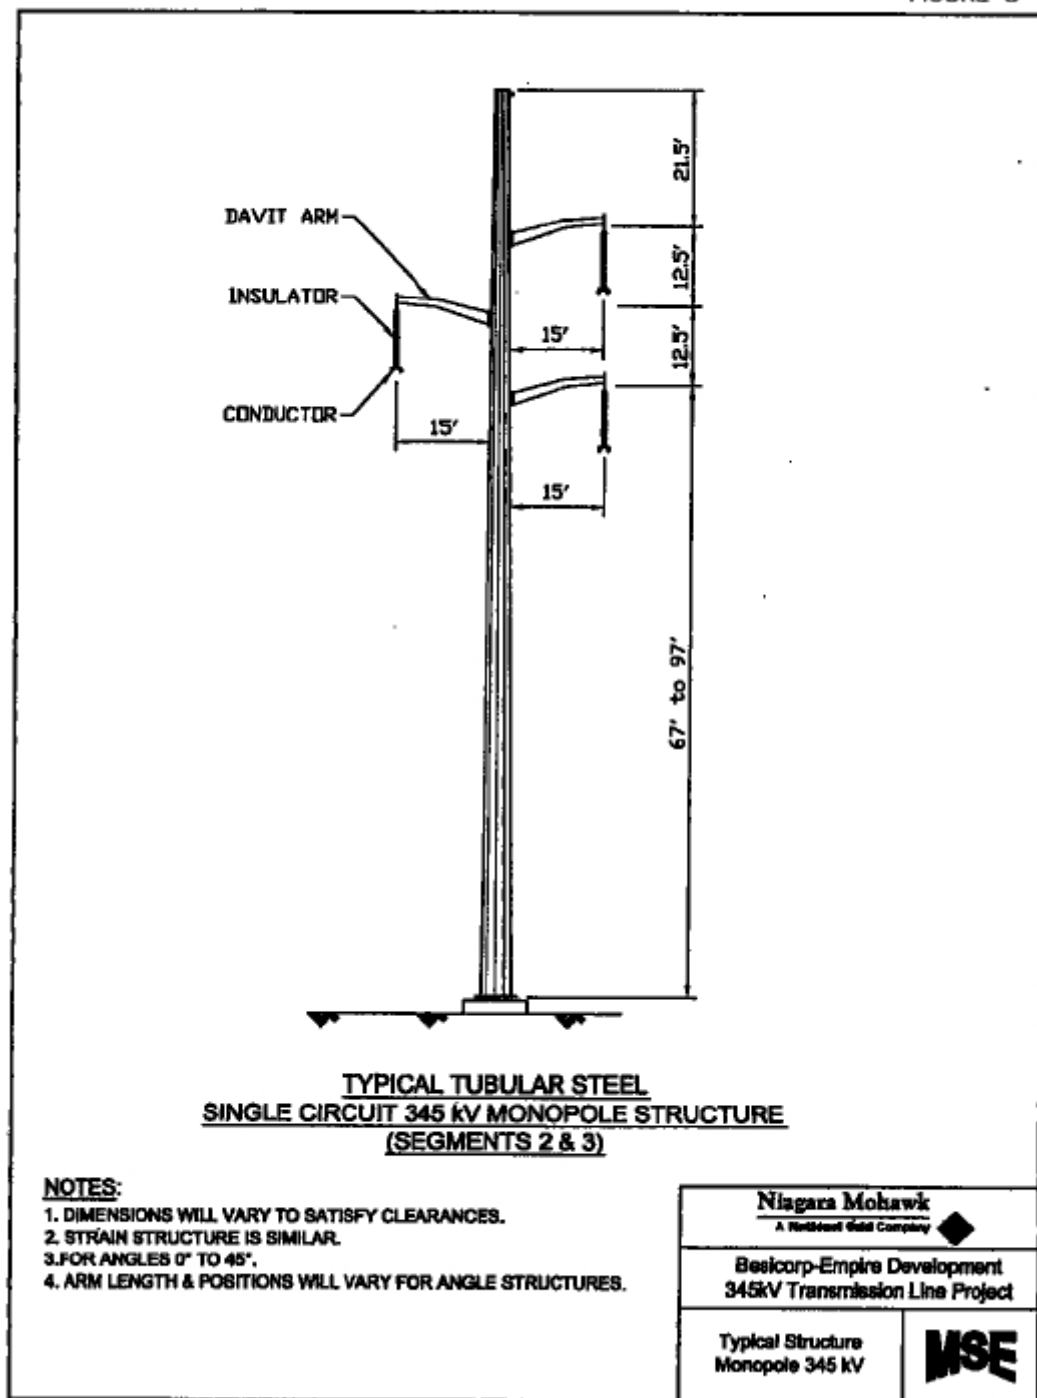 21.5'
DAVIT ARM
12.5'
INSULATOR
15'
12.5'
CONDUCTOR
15'
15'
67' to 97'
TYPICAL TUBULAR STEEL
SINGLE CIRCUIT 345 kV MONOPOLE STRUCTURE
(SEGMENTS 2 & 3)
NOTES:
1. DIMENSIONS WILL VARY TO SATISFY CLEARANCES.
2. STRAIN STRUCTURE IS SIMILAR.
3.FOR ANGLES 0° TO 45°.
4. ARM LENGTH & POSITIONS WILL VARY FOR ANGLE STRUCTURES.
Niagara Mohawk
A National Grid Company
Besicorp-Empire Development
345kV Transmission Line Project
Typical Structure
Monopole 345 kV
MSE